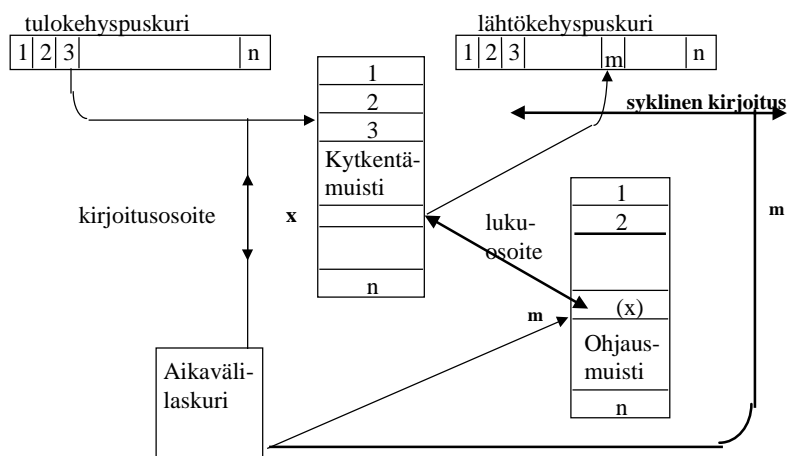 tulokehyspuskuri
1 2 3 n
lähtökehyspuskuri
1 2 3 m n
syklinen kirjoitus
1
2
3
Kytkentä-
muisti
n
kirjoitusosoite
x
luku-
osoite
1
2
(x)
Ohjaus-
muisti
n
m
m
Aikaväli-
laskuri